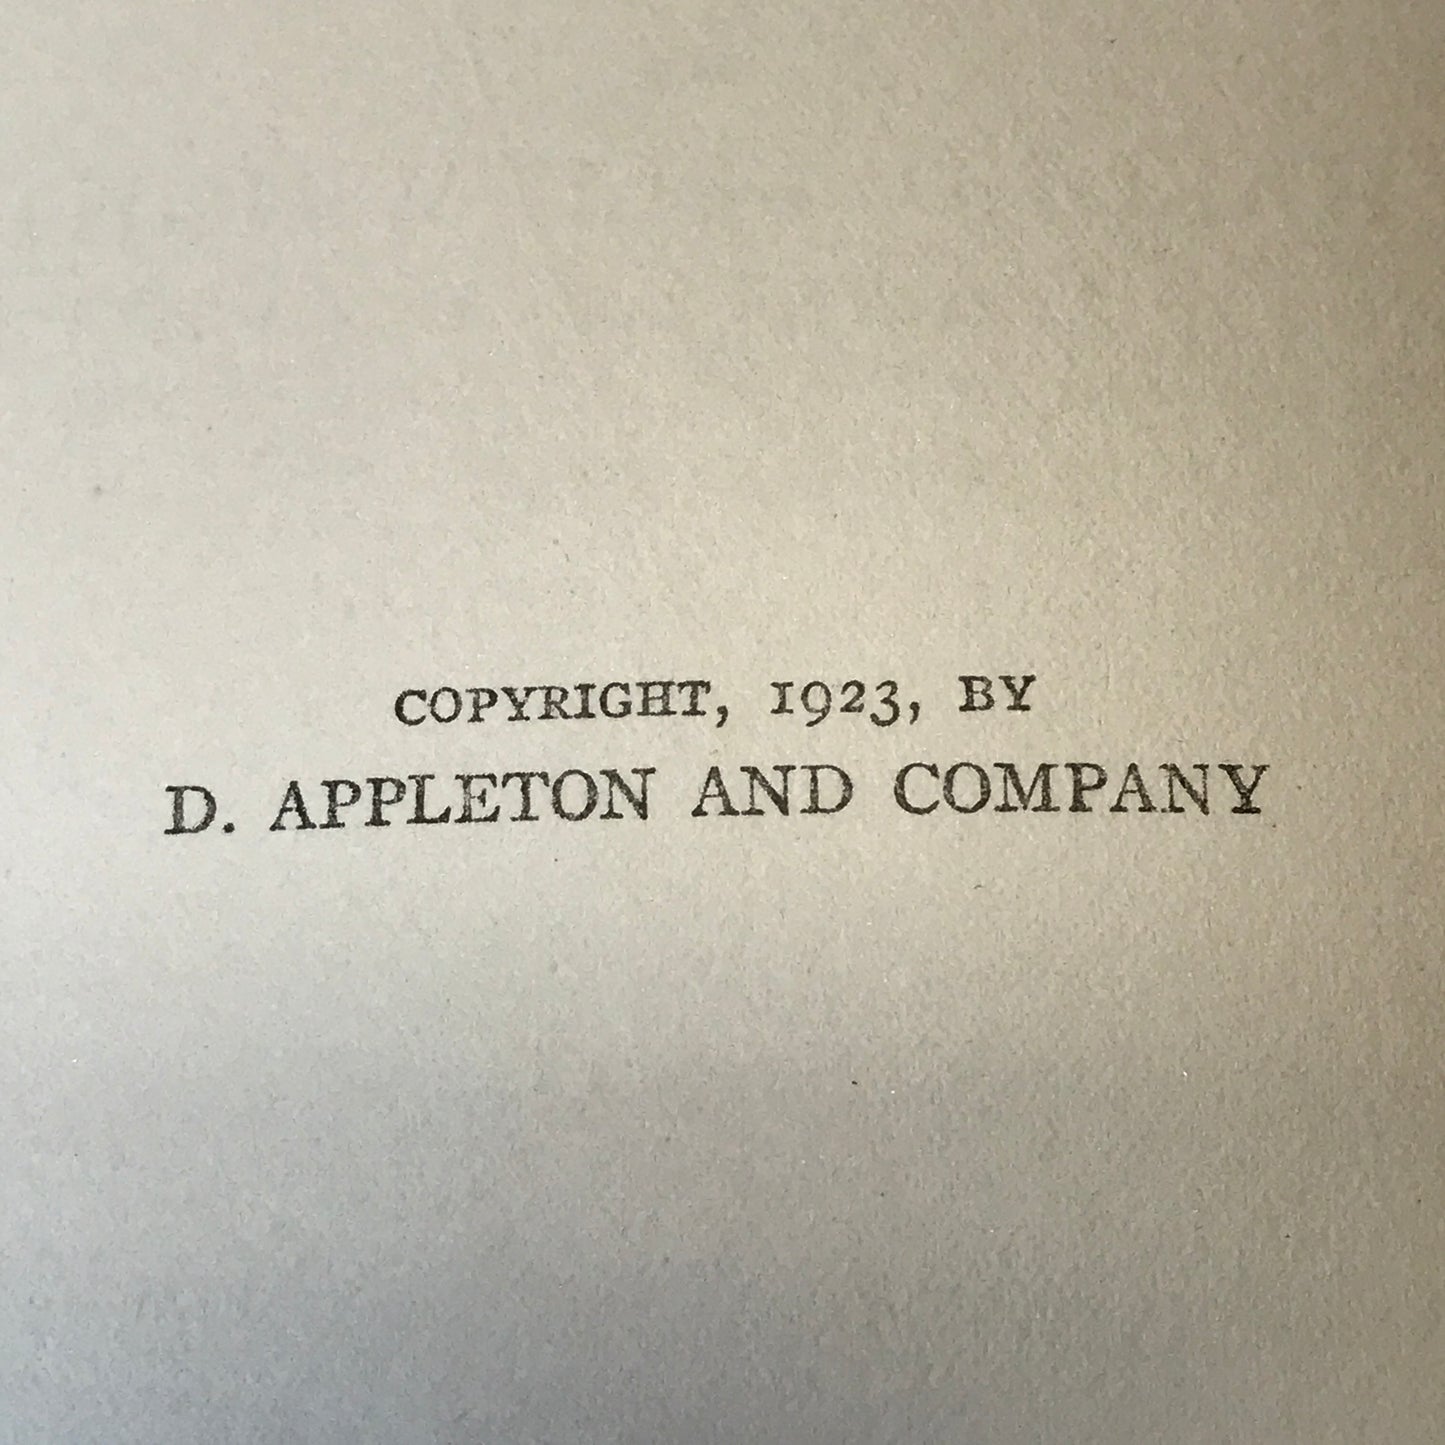 COPYRIGHT, 1923, BY
D. APPLETON AND COMPANY